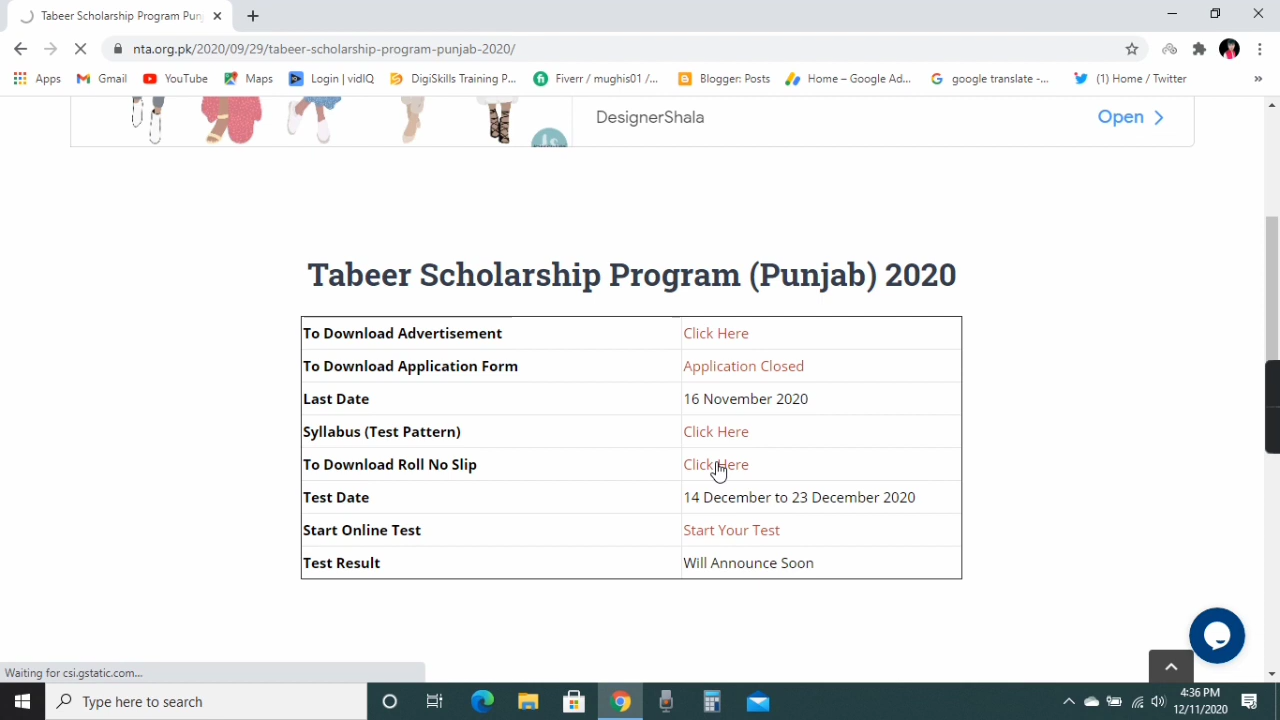 Tabeer Scholarship Program Pun
nta.org.pk/2020/09/29/tabeer-scholarship-program-punjab-2020/
Apps Gmail YouTube Maps Login | vidIQ DigiSkills Training P... Fiverr / mughis01 /... Blogger: Posts Home – Google Ad... google translate -... (1) Home / Twitter »
DesignerShala Open
Tabeer Scholarship Program (Punjab) 2020
To Download Advertisement Click Here
To Download Application Form Application Closed
Last Date 16 November 2020
Syllabus (Test Pattern) Click Here
To Download Roll No Slip Click Here
Test Date 14 December to 23 December 2020
Start Online Test Start Your Test
Test Result Will Announce Soon
Waiting for csi.gstatic.com...
Type here to search
4:36 PM
12/11/2020